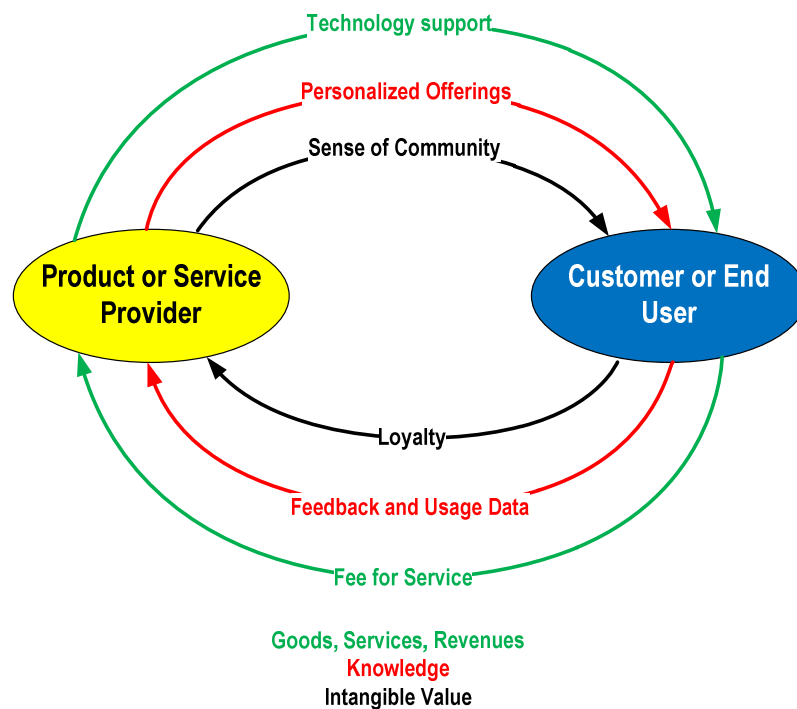 Technology support
Personalized Offerings
Sense of Community
Product or Service
Provider
Customer or End
User
Loyalty
Feedback and Usage Data
Fee for Service
Goods, Services, Revenues
Knowledge
Intangible Value